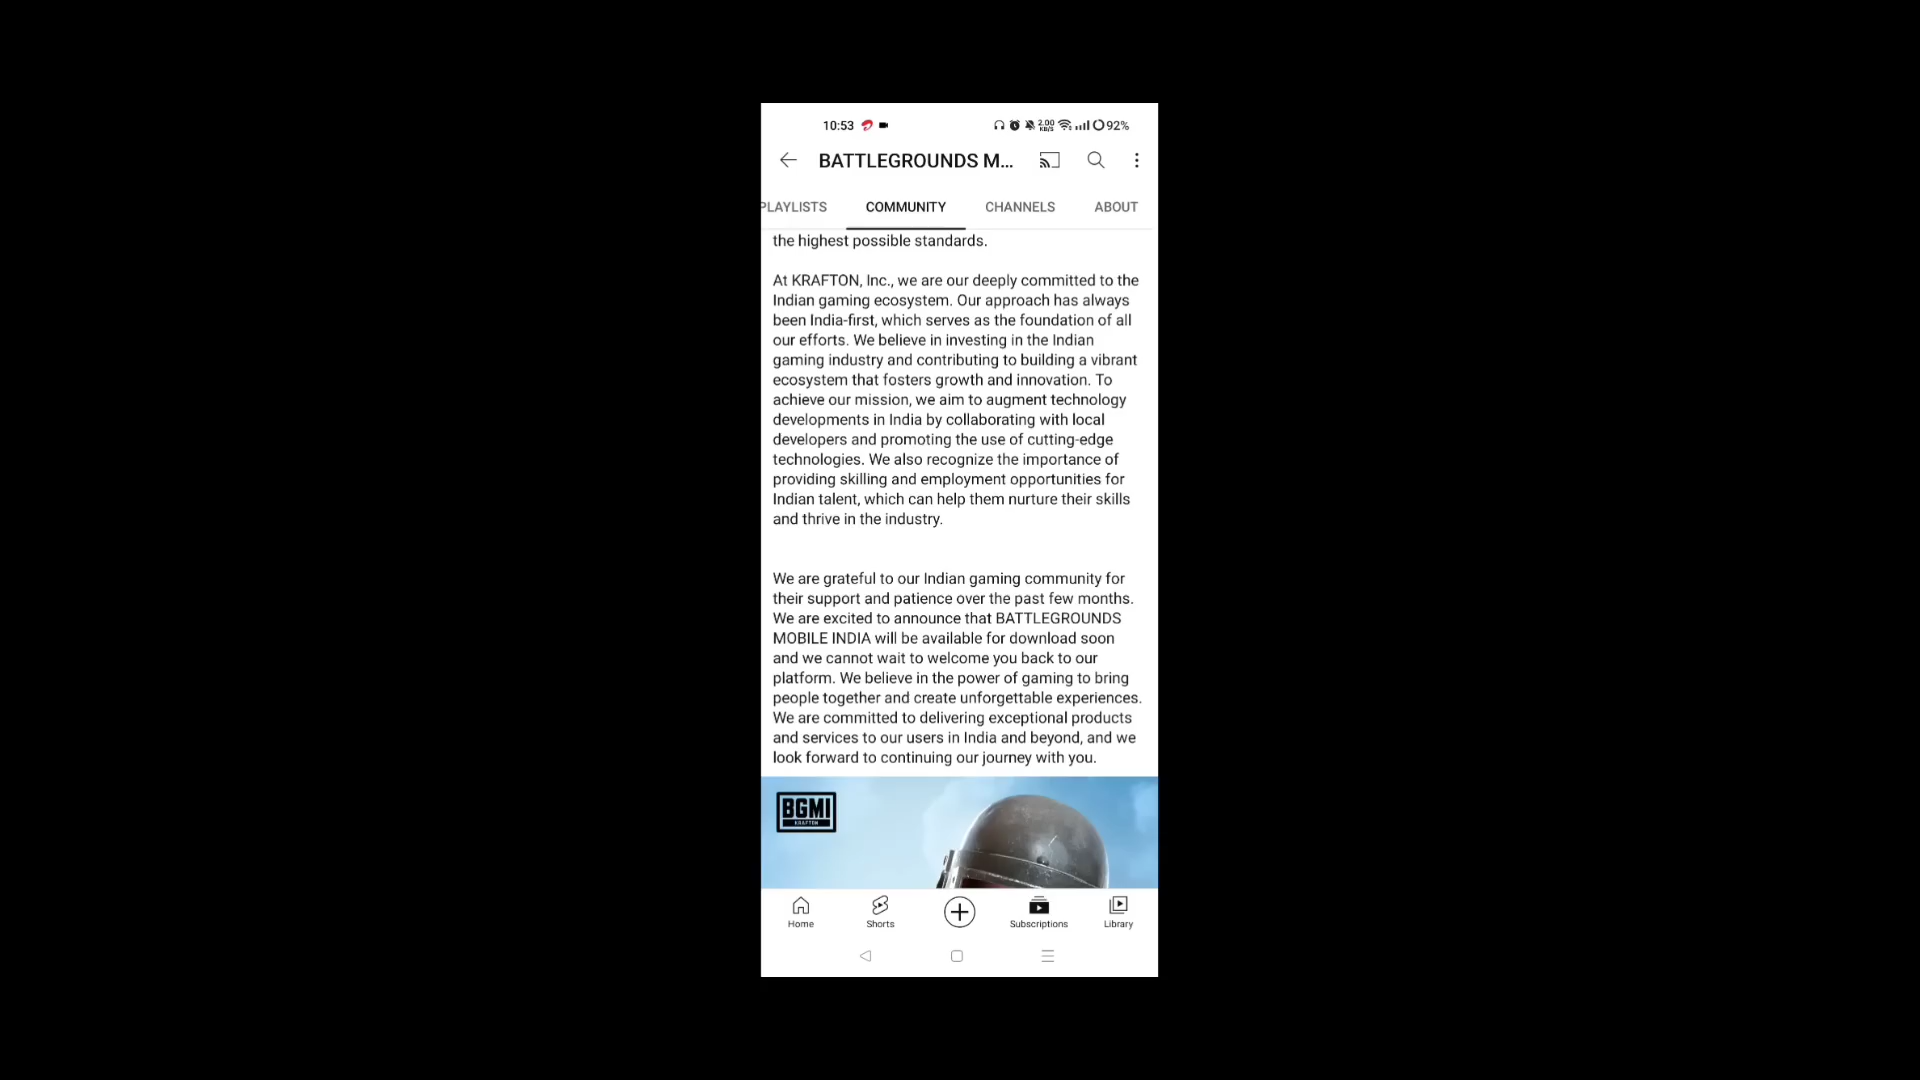 10:53 2.00 KB/S 92%
BATTLEGROUNDS M...
PLAYLISTS COMMUNITY CHANNELS ABOUT
the highest possible standards.
At KRAFTON, Inc., we are our deeply committed to the
Indian gaming ecosystem. Our approach has always
been India-first, which serves as the foundation of all
our efforts. We believe in investing in the Indian
gaming industry and contributing to building a vibrant
ecosystem that fosters growth and innovation. To
achieve our mission, we aim to augment technology
developments in India by collaborating with local
developers and promoting the use of cutting-edge
technologies. We also recognize the importance of
providing skilling and employment opportunities for
Indian talent, which can help them nurture their skills
and thrive in the industry.
We are grateful to our Indian gaming community for
their support and patience over the past few months.
We are excited to announce that BATTLEGROUNDS
MOBILE INDIA will be available for download soon
and we cannot wait to welcome you back to our
platform. We believe in the power of gaming to bring
people together and create unforgettable experiences.
We are committed to delivering exceptional products
and services to our users in India and beyond, and we
look forward to continuing our journey with you.
BGMI
KRAFTON
Home Shorts Subscriptions Library